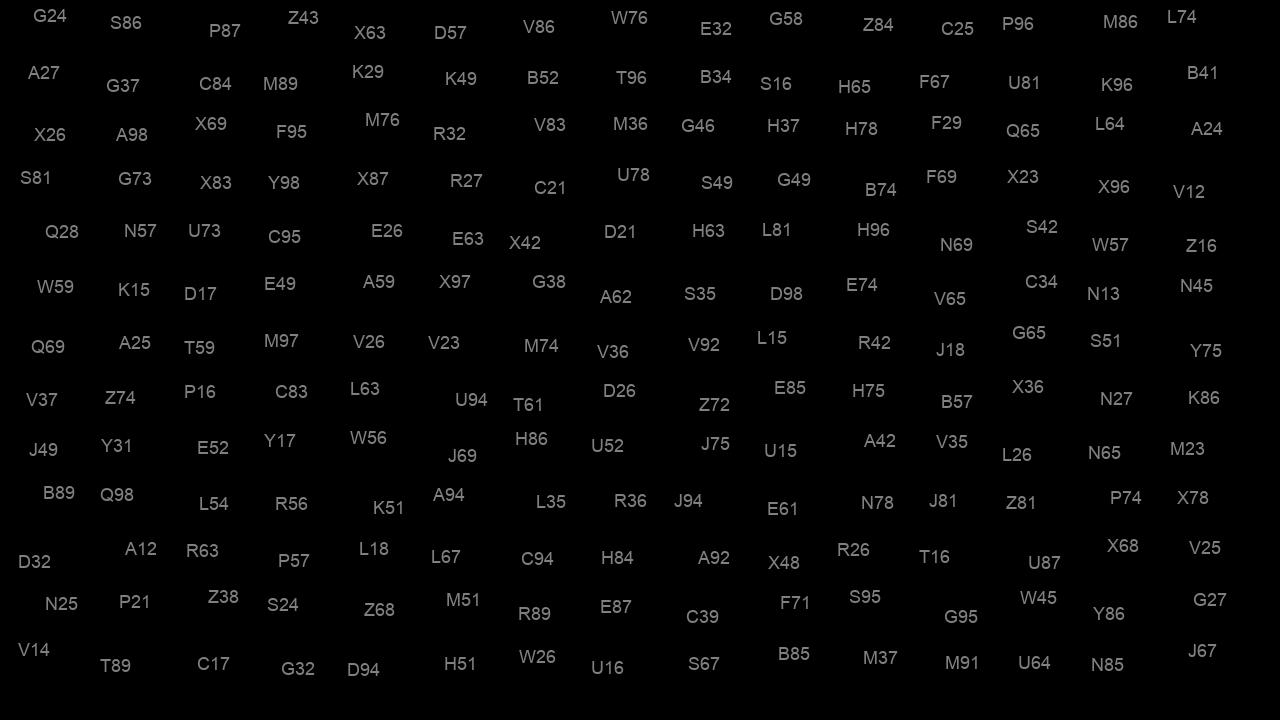 G24 S86 P87 Z43 X63 D57 V86 W76 E32 G58 Z84 C25 P96 M86 L74
A27 G37 C84 M89 K29 K49 B52 T96 B34 S16 H65 F67 U81 K96 B41
X26 A98 X69 F95 M76 R32 V83 M36 G46 H37 H78 F29 Q65 L64 A24
S81 G73 X83 Y98 X87 R27 C21 U78 S49 G49 B74 F69 X23 X96 V12
Q28 N57 U73 C95 E26 E63 X42 D21 H63 L81 H96 N69 S42 W57 Z16
W59 K15 D17 E49 A59 X97 G38 A62 S35 D98 E74 V65 C34 N13 N45
Q69 A25 T59 M97 V26 V23 M74 V36 V92 L15 R42 J18 G65 S51 Y75
V37 Z74 P16 C83 L63 U94 T61 D26 Z72 E85 H75 B57 X36 N27 K86
J49 Y31 E52 Y17 W56 J69 H86 U52 J75 U15 A42 V35 L26 N65 M23
B89 Q98 L54 R56 K51 A94 L35 R36 J94 E61 N78 J81 Z81 P74 X78
D32 A12 R63 P57 L18 L67 C94 H84 A92 X48 R26 T16 U87 X68 V25
N25 P21 Z38 S24 Z68 M51 R89 E87 C39 F71 S95 G95 W45 Y86 G27
V14 T89 C17 G32 D94 H51 W26 U16 S67 B85 M37 M91 U64 N85 J67